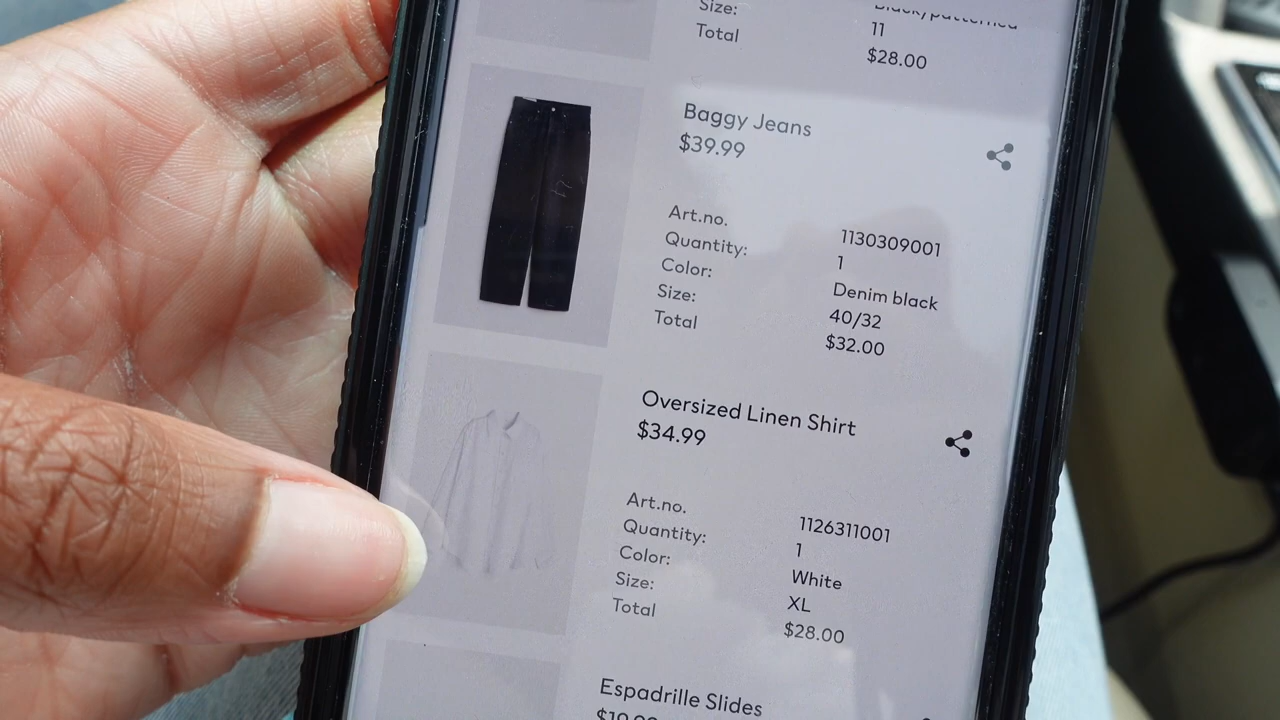 Size:
11
Total
$28.00
Baggy Jeans
$39.99
Art.no. 1130309001
Quantity: 1
Color: Denim black
Size: 40/32
Total $32.00
Oversized Linen Shirt
$34.99
Art.no. 1126311001
Quantity: 1
Color: White
Size: XL
Total $28.00
Espadrille Slides